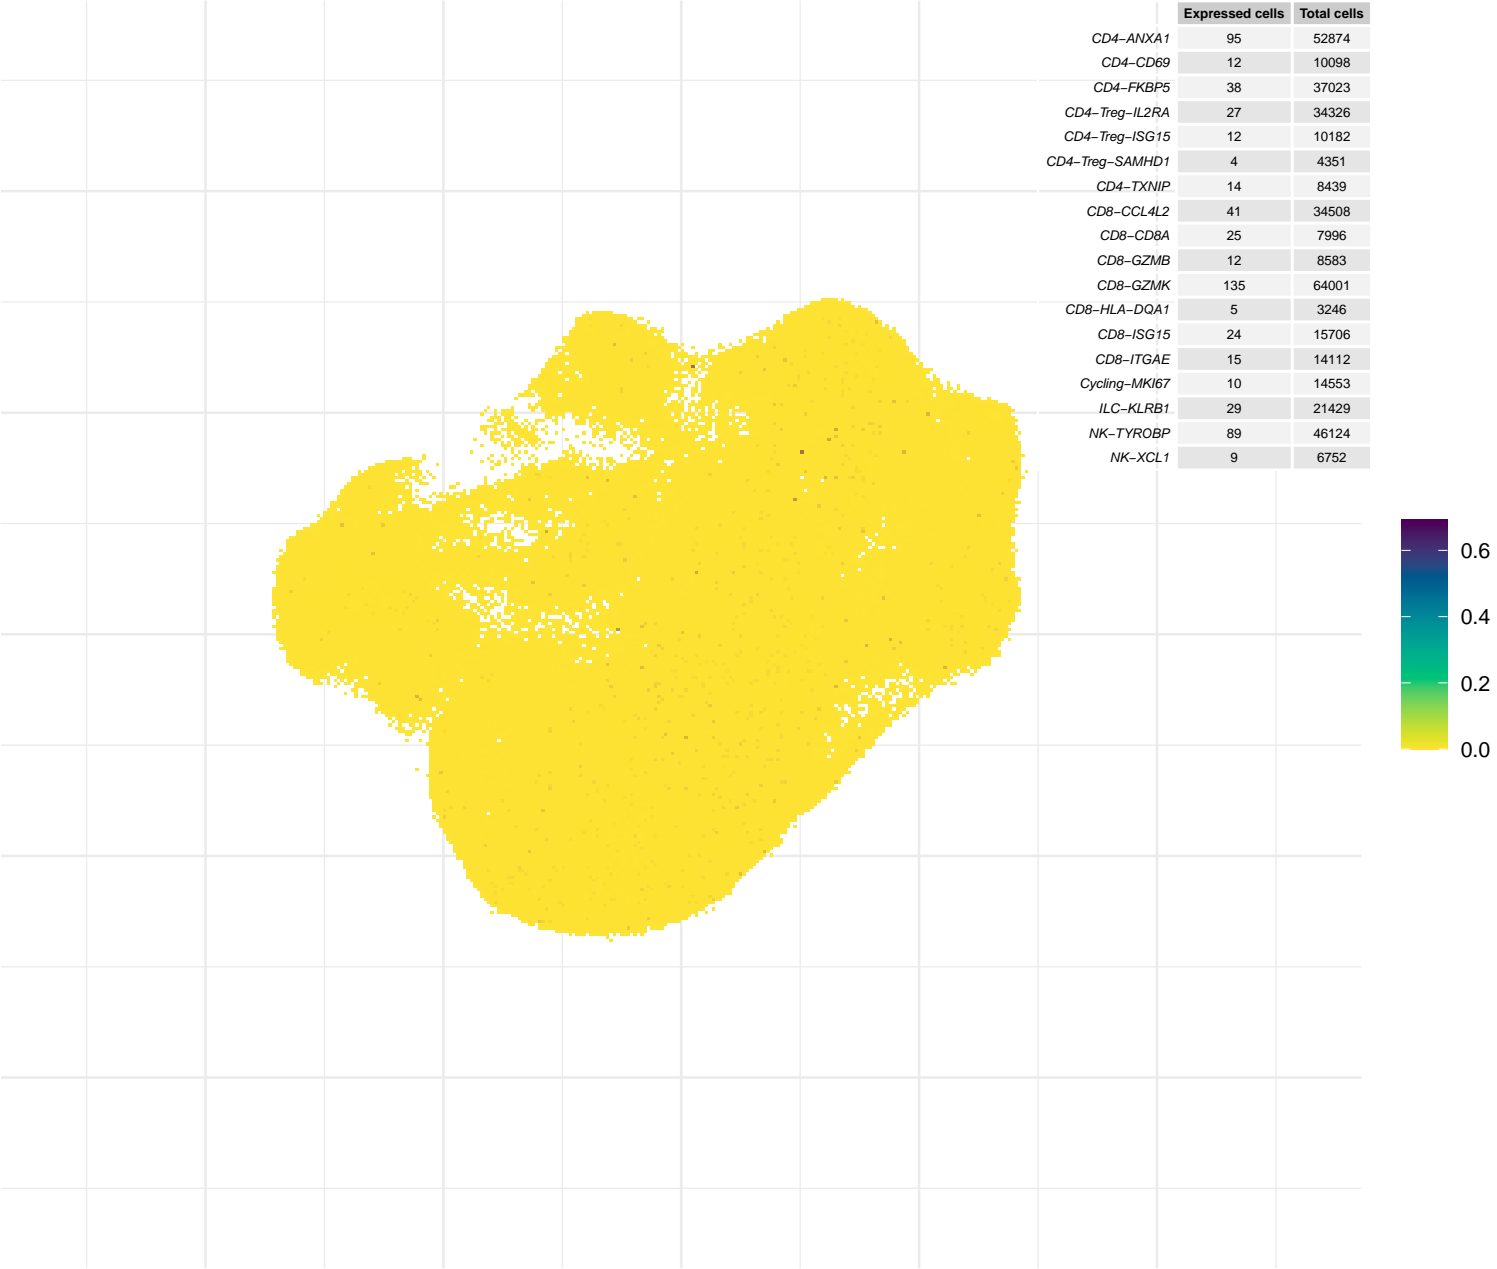 Expressed cells Total cells
CD4−ANXA1 95 52874
CD4−CD69 12 10098
CD4−FKBP5 38 37023
CD4−Treg−IL2RA 27 34326
CD4−Treg−ISG15 12 10182
CD4−Treg−SAMHD1 4 4351
CD4−TXNIP 14 8439
CD8−CCL4L2 41 34508
CD8−CD8A 25 7996
CD8−GZMB 12 8583
CD8−GZMK 135 64001
CD8−HLA−DQA1 5 3246
CD8−ISG15 24 15706
CD8−ITGAE 15 14112
Cycling−MKI67 10 14553
ILC−KLRB1 29 21429
NK−TYROBP 89 46124
NK−XCL1 9 6752
0.6
0.4
0.2
0.0